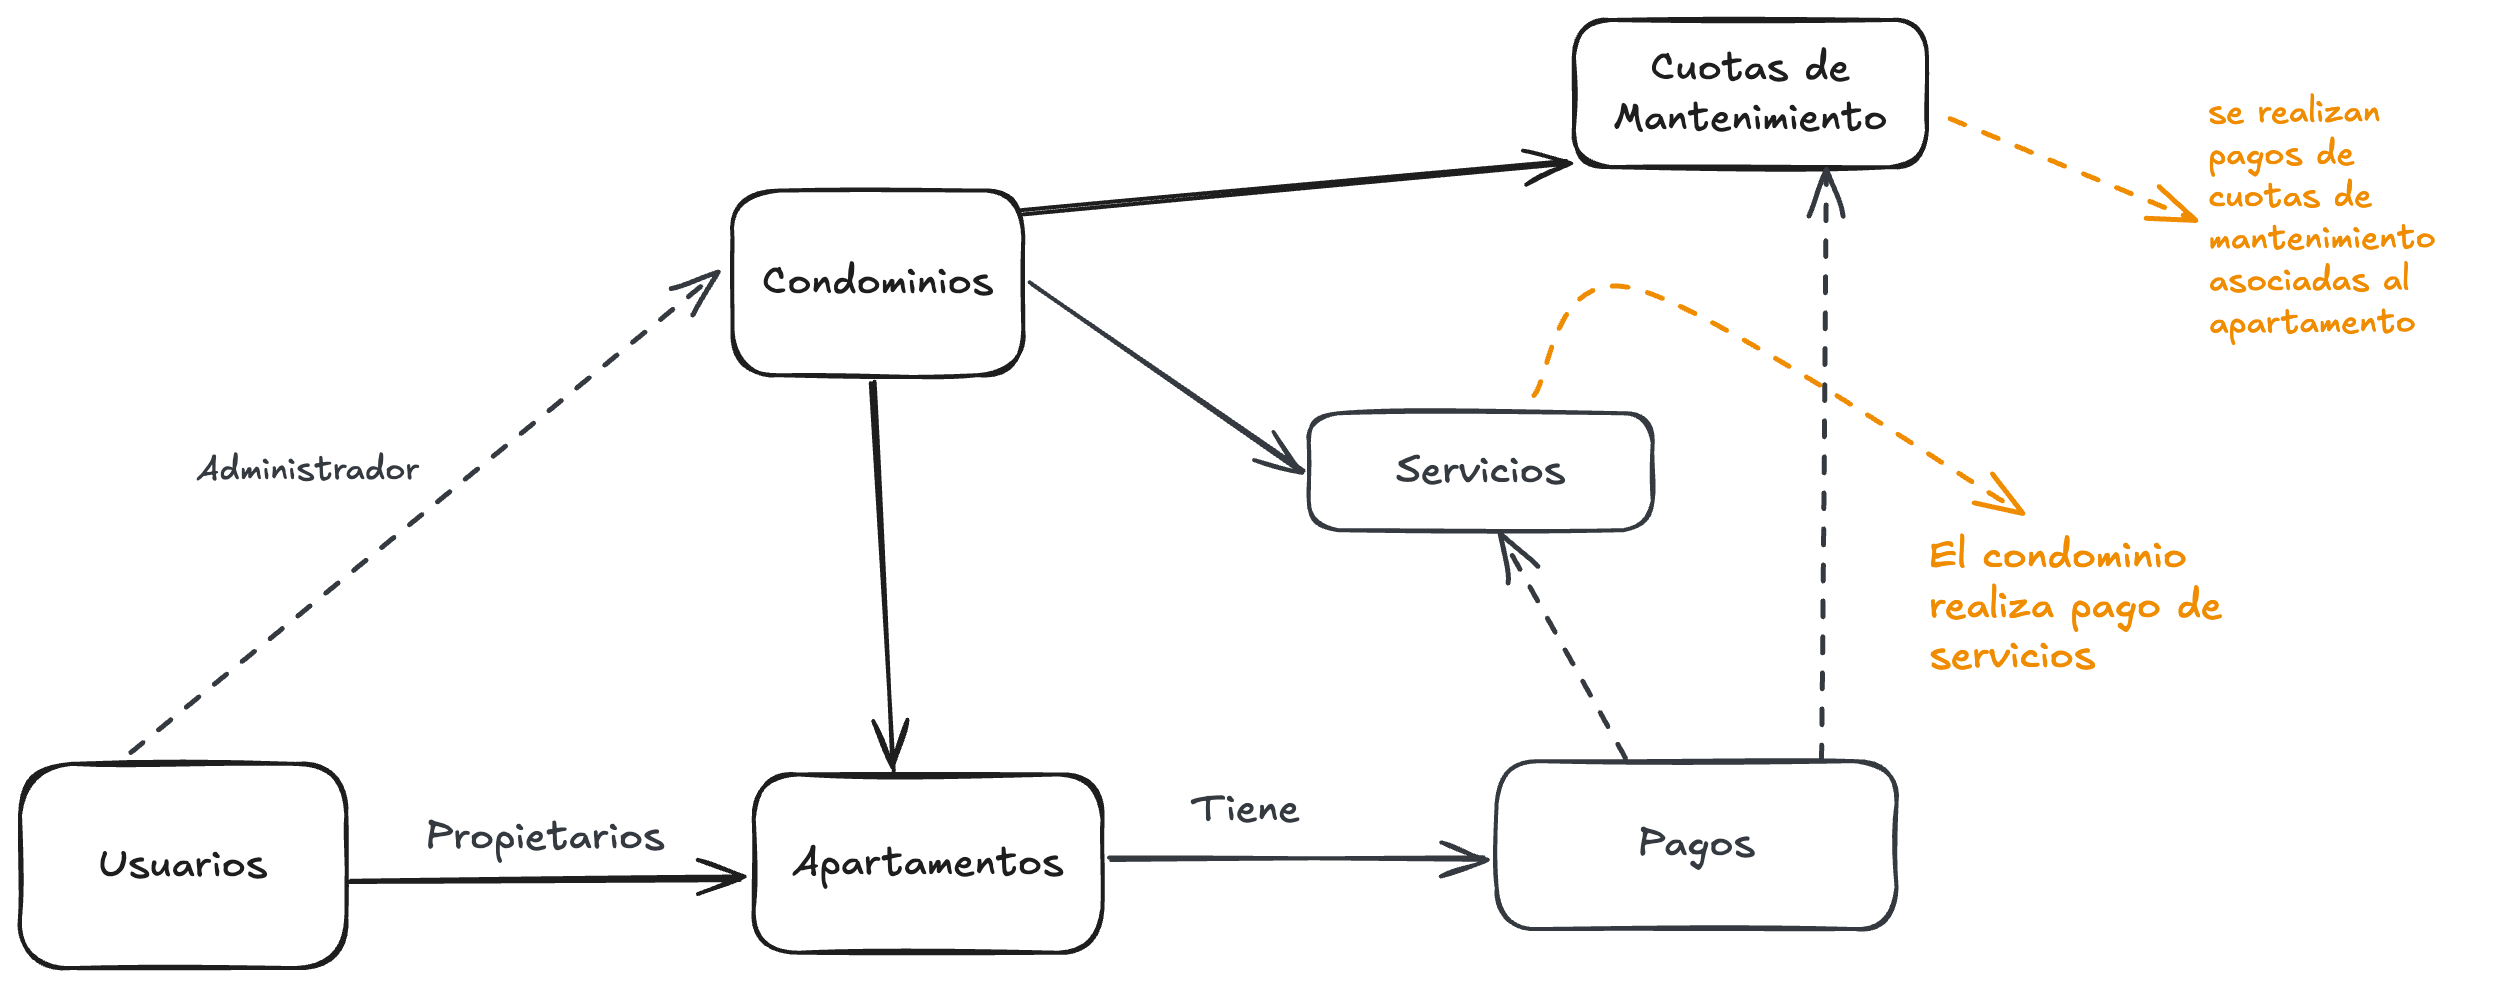 Cuotas de
Mantenimiento
se realizan
pagos de
cuotas de
mantenimiento
asociadas al
apartamento
Condominios
Administrador
Servicios
El condominio
realiza pago de
servicios
Usuarios
Propietarios
Apartamentos
Tiene
Pagos